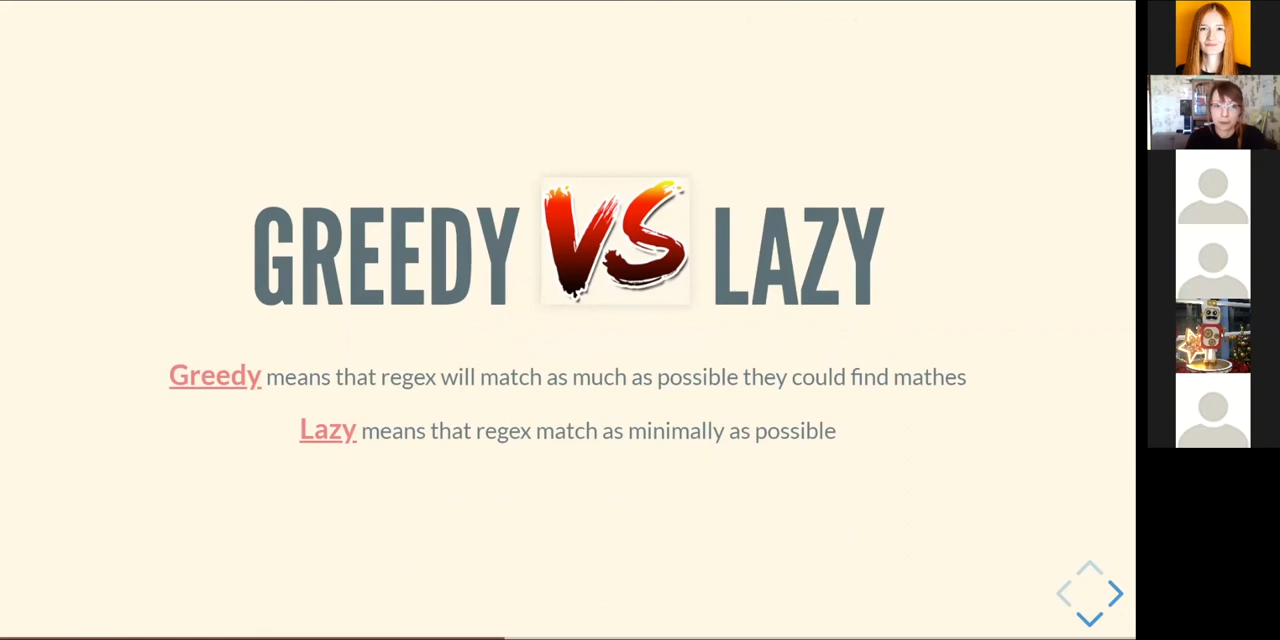 GREEDY VS LAZY
Greedy means that regex will match as much as possible they could find mathes
Lazy means that regex match as minimally as possible